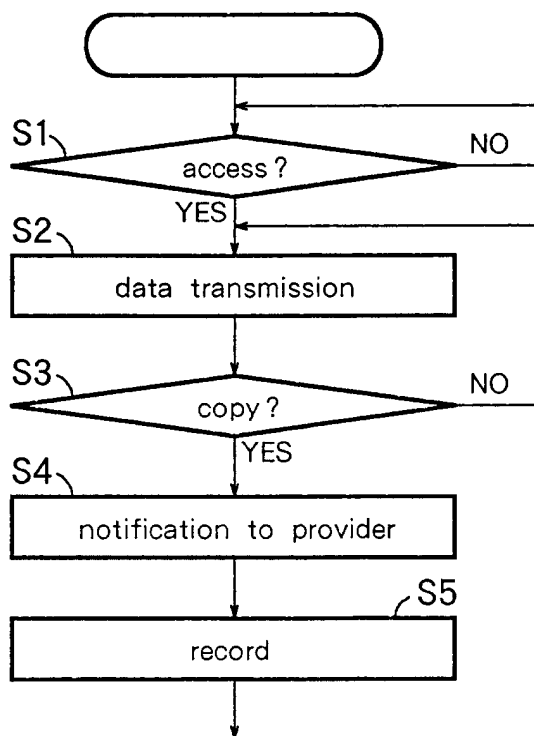 S1
access?
NO
YES
S2
data transmission
S3
copy?
NO
YES
S4
notification to provider
S5
record